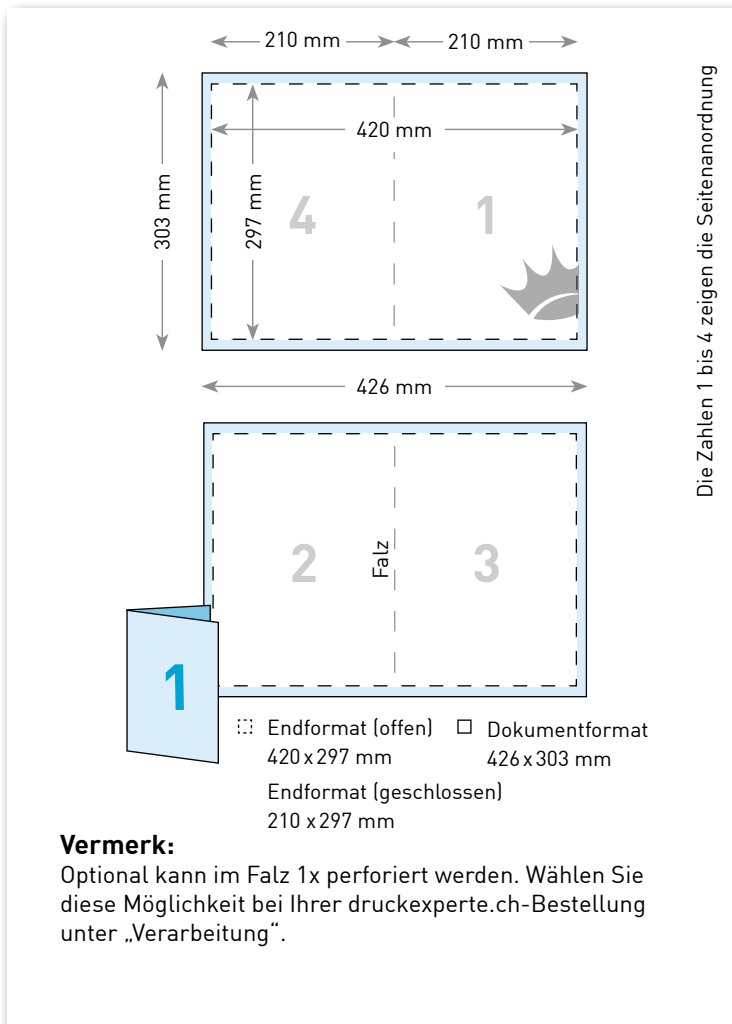 210 mm
210 mm
420 mm
303 mm
297 mm
4
1
426 mm
2
Falz
3
1
Endformat (offen)
420 x 297 mm
Dokumentformat
426 x 303 mm
Endformat (geschlossen)
210 x 297 mm
Die Zahlen 1 bis 4 zeigen die Seitenanordnung
Vermerk:
Optional kann im Falz 1x perforiert werden. Wählen Sie
diese Möglichkeit bei Ihrer druckexperte.ch-Bestellung
unter „Verarbeitung“.